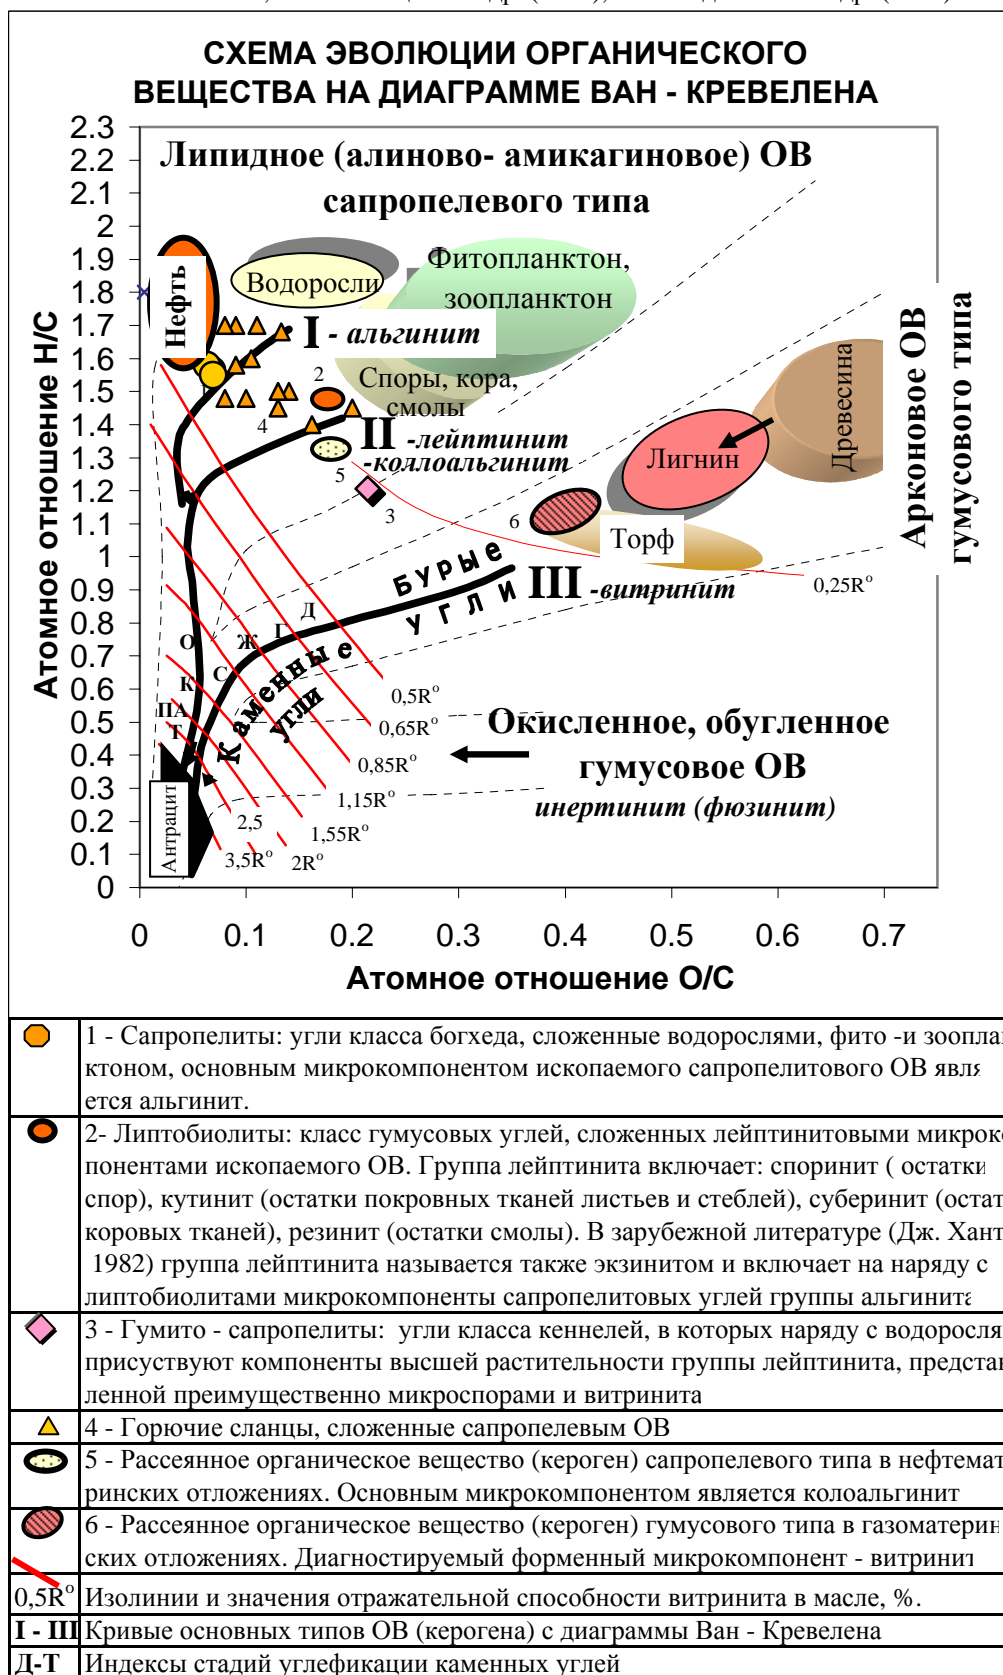 СХЕМА ЭВОЛЮЦИИ ОРГАНИЧЕСКОГО
ВЕЩЕСТВА НА ДИАГРАММЕ ВАН - КРЕВЕЛЕНА
Атомное отношение Н/С
2.3
2.2
2.1
2
1.9
1.8
1.7
1.6
1.5
1.4
1.3
1.2
1.1
1
0.9
0.8
0.7
0.6
0.5
0.4
0.3
0.2
0.1
0
Липидное (алиново- амикагиновое) ОВ
сапропелевого типа
Нефть
Водоросли
Фитопланктон,
зоопланктон
I - альгинит
2
Споры, кора,
смолы
4
II -лейптинит
-коллоальгинит
5
3
6
Лигнин
Древесина
Арконовое ОВ
гумусового типа
Торф
БУРЫЕ
УГЛИ
III -витринит
0,25R°
Д
Г
Ж
О
С
К
ПА
Т
Каменные
угли
0,5R°
0,65R°
0,85R°
1,15R°
1,55R°
2R°
2,5
3,5R°
Окисленное, обугленное
гумусовое ОВ
инертинит (фюзинит)
Антрацит
0 0.1 0.2 0.3 0.4 0.5 0.6 0.7
Атомное отношение О/С
1 - Сапропелиты: угли класса богхеда, сложенные водорослями, фито -и зоопла
ктоном, основным микрокомпонентом ископаемого сапропелитового ОВ явля
ется альгинит.
2- Липтобиолиты: класс гумусовых углей, сложенных лейптинитовыми микрок
понентами ископаемого ОВ. Группа лейптинита включает: споринит ( остатки
спор), кутинит (остатки покровных тканей листьев и стеблей), суберинит (остат
коровых тканей), резинит (остатки смолы). В зарубежной литературе (Дж. Хант
1982) группа лейптинита называется также экзинитом и включает на наряду с
липтобиолитами микрокомпоненты сапропелитовых углей группы альгинита
3 - Гумито - сапропелиты: угли класса кеннелей, в которых наряду с водоросля
присуствуют компоненты высшей растительности группы лейптинита, предста
ленной преимущественно микроспорами и витринита
4 - Горючие сланцы, сложенные сапропелевым ОВ
5 - Рассеянное органическое вещество (кероген) сапропелевого типа в нефтемат
ринских отложениях. Основным микрокомпонентом является колоальгинит
6 - Рассеянное органическое вещество (кероген) гумусового типа в газоматерин
ских отложениях. Диагностируемый форменный микрокомпонент - витринит
0,5R° Изолинии и значения отражательной способности витринита в масле, %.
I - III Кривые основных типов ОВ (керогена) с диаграммы Ван - Кревелена
Д-Т Индексы стадий углефикации каменных углей